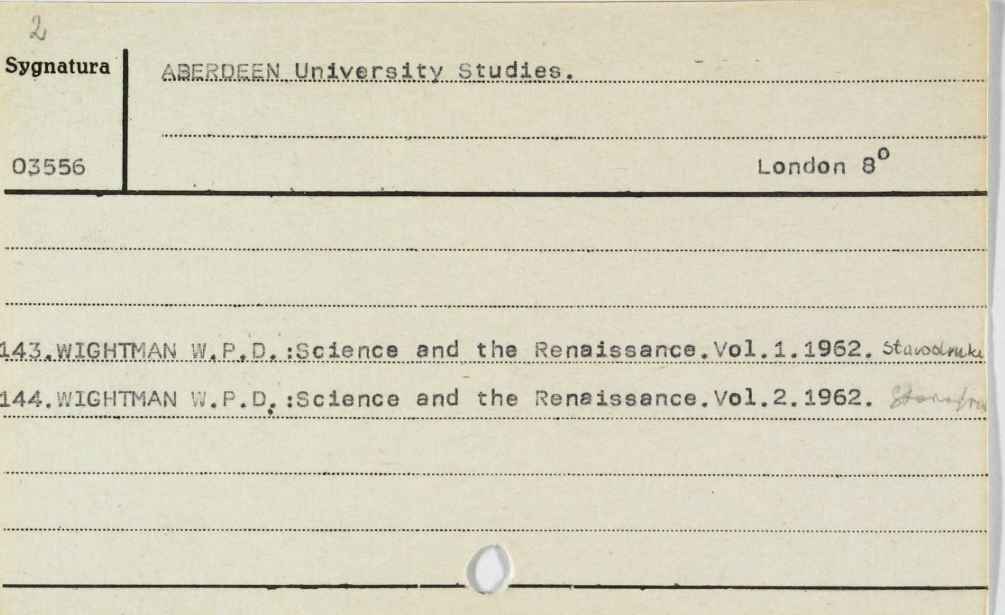 2
Sygnatura
ABERDEEN University Studies.
03556
London 8º
143.WIGHTMAN W.P.D.:Science and the Renaissance.Vol.1.1962. Starodruki
144.WIGHTMAN W.P.D.:Science and the Renaissance.Vol.2.1962.